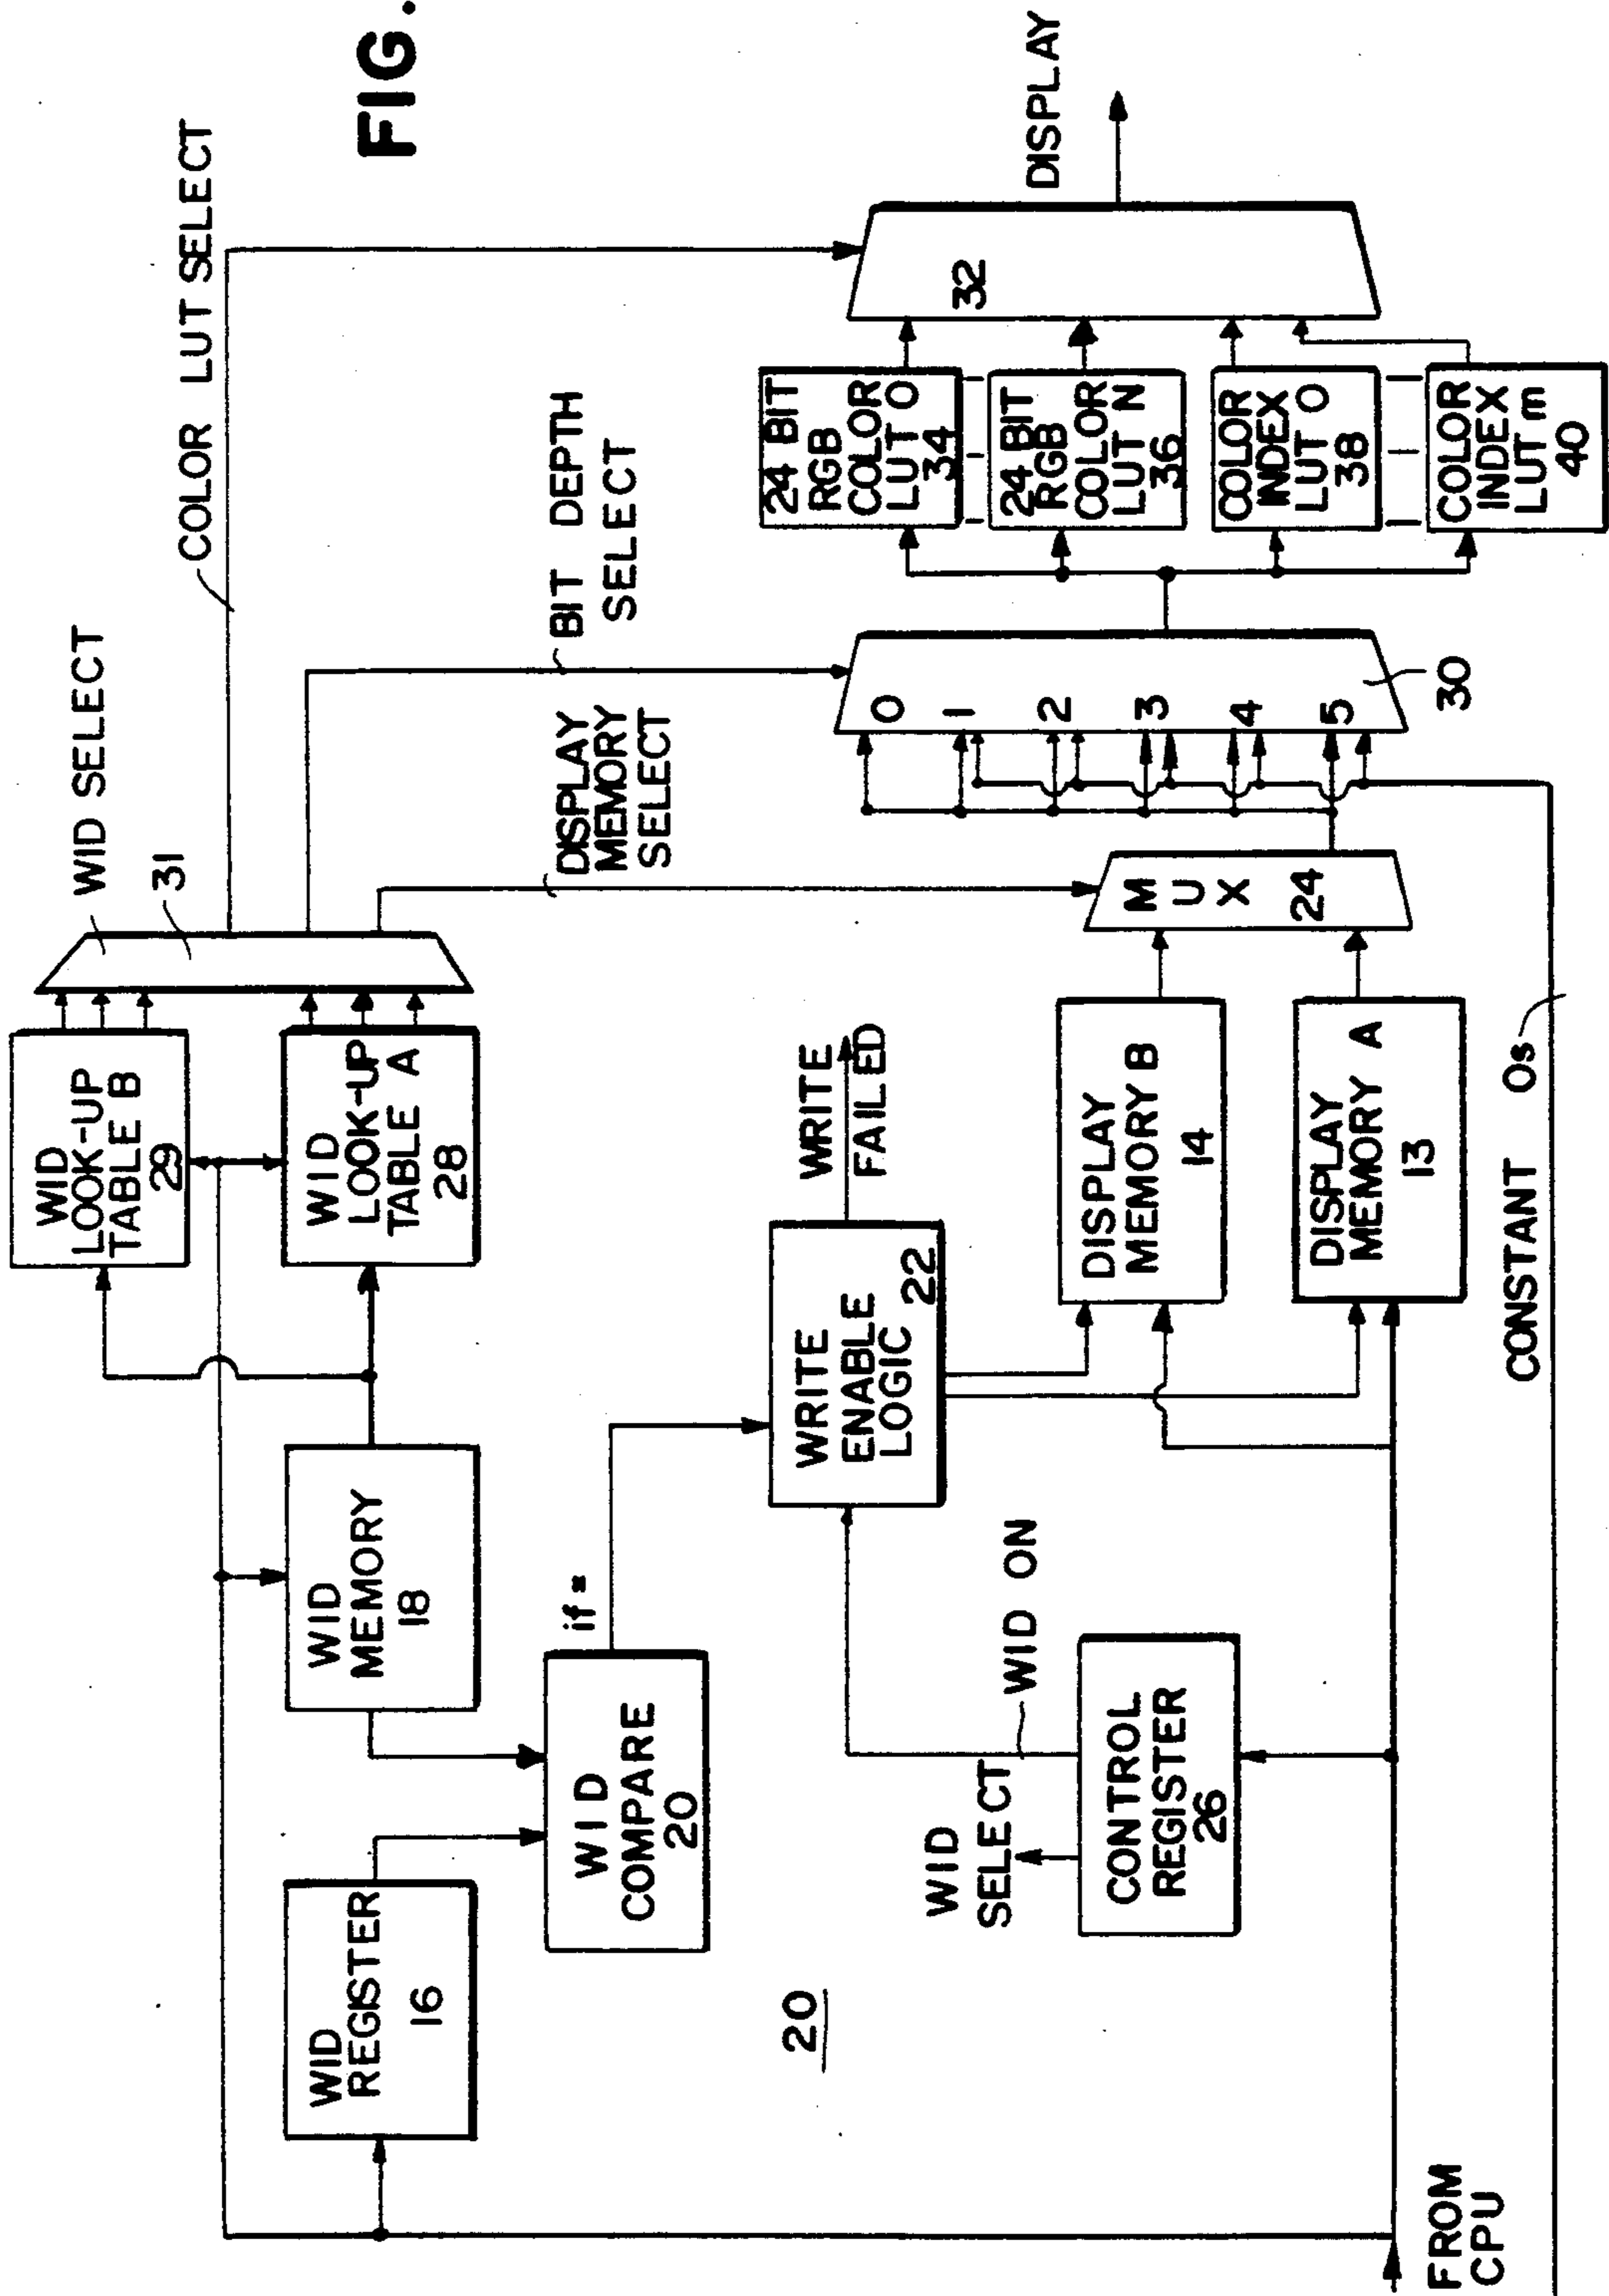 FIG.
COLOR LUT SELECT
WID SELECT
31
BIT DEPTH
SELECT
DISPLAY
MEMORY
SELECT
WID
LOOK-UP
TABLE B
29
WID
LOOK-UP
TABLE A
28
WID
MEMORY
18
WID
REGISTER
16
WID
COMPARE
20
if =
WRITE
ENABLE
LOGIC
22
WRITE
FAILED
WID ON
WID
SELECT
CONTROL
REGISTER
26
20
DISPLAY
MEMORY B
14
DISPLAY
MEMORY A
13
MUX
24
0
1
2
3
4
5
30
24 BIT
RGB
COLOR
LUT O
34
24 BIT
RGB
COLOR
LUT N
36
COLOR
INDEX
LUT O
38
COLOR
INDEX
LUT m
40
32
DISPLAY
CONSTANT Os
FROM
CPU